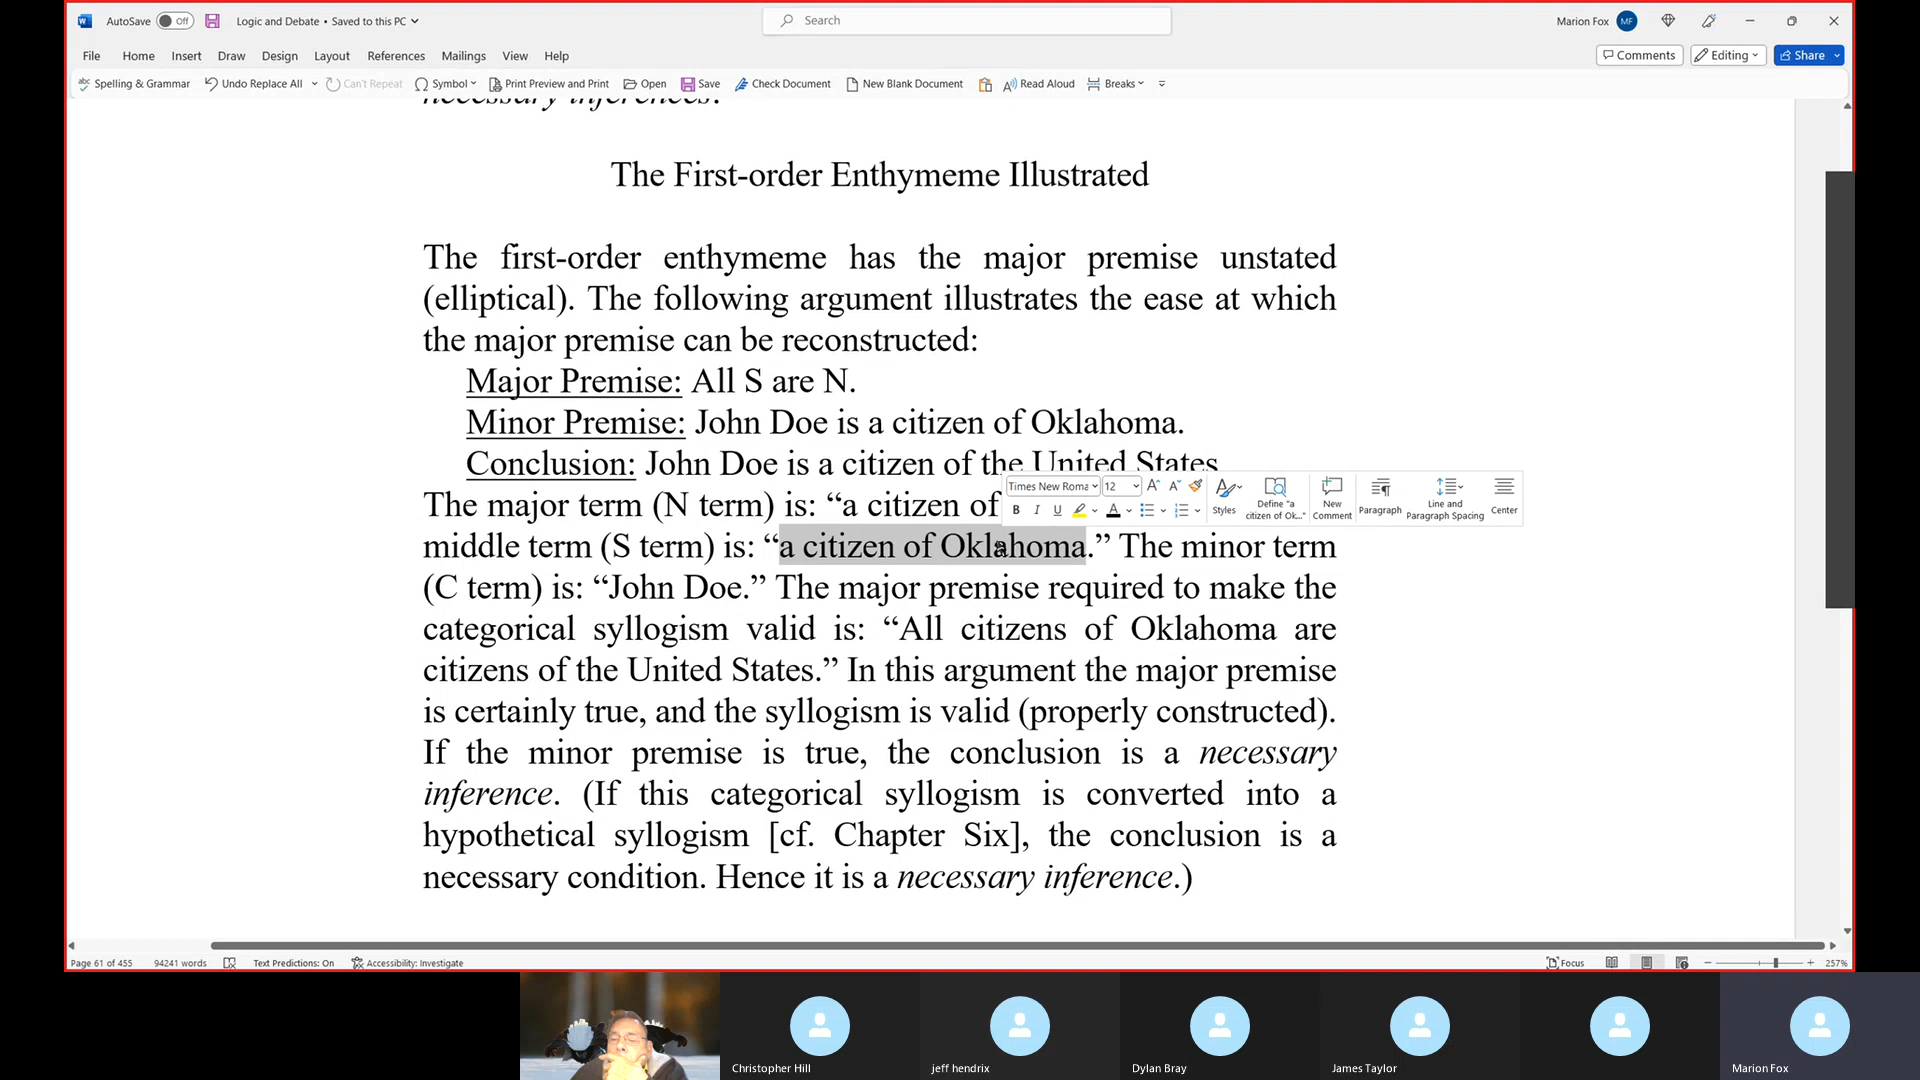 AutoSave Off Logic and Debate • Saved to this PC Search Marion Fox MF
File Home Insert Draw Design Layout References Mailings View Help Comments Editing Share
Spelling & Grammar Undo Replace All Can't Repeat Symbol Print Preview and Print Open Save Check Document New Blank Document Read Aloud Breaks
necessary inferences.
The First-order Enthymeme Illustrated
The first-order enthymeme has the major premise unstated
(elliptical). The following argument illustrates the ease at which
the major premise can be reconstructed:
Major Premise: All S are N.
Minor Premise: John Doe is a citizen of Oklahoma.
Conclusion: John Doe is a citizen of the United States
The major term (N term) is: “a citizen of
Times New Roma 12
B I U A Styles Define “a citizen of Ok...” New Comment Paragraph Line and Paragraph Spacing Center
middle term (S term) is: “a citizen of Oklahoma.” The minor term
(C term) is: “John Doe.” The major premise required to make the
categorical syllogism valid is: “All citizens of Oklahoma are
citizens of the United States.” In this argument the major premise
is certainly true, and the syllogism is valid (properly constructed).
If the minor premise is true, the conclusion is a necessary
inference. (If this categorical syllogism is converted into a
hypothetical syllogism [cf. Chapter Six], the conclusion is a
necessary condition. Hence it is a necessary inference.)
Page 61 of 455 94241 words Text Predictions: On Accessibility: Investigate Focus 257%
Christopher Hill jeff hendrix Dylan Bray James Taylor Marion Fox